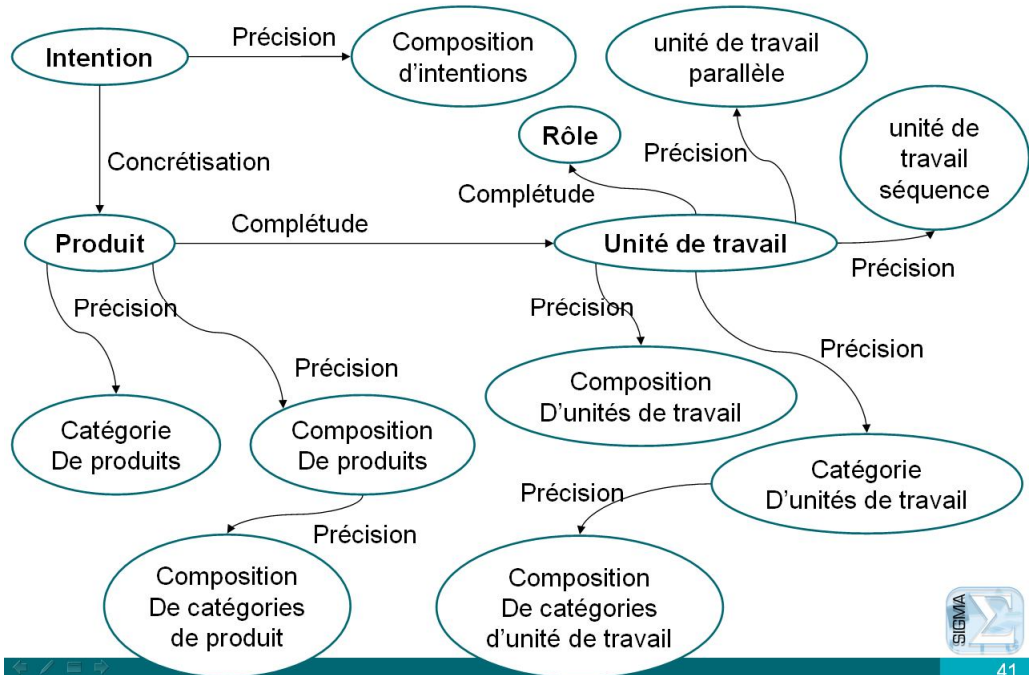 Intention
Précision
Composition
d'intentions
unité de travail
parallèle
unité de
travail
séquence
Rôle
Précision
Concrétisation
Complétude
Produit
Complétude
Unité de travail
Précision
Précision
Précision
Précision
Précision
Catégorie
De produits
Composition
De produits
Composition
D'unités de travail
Catégorie
D'unités de travail
Précision
Précision
Composition
De catégories
de produit
Composition
De catégories
d'unité de travail
SIGMA
Σ
41